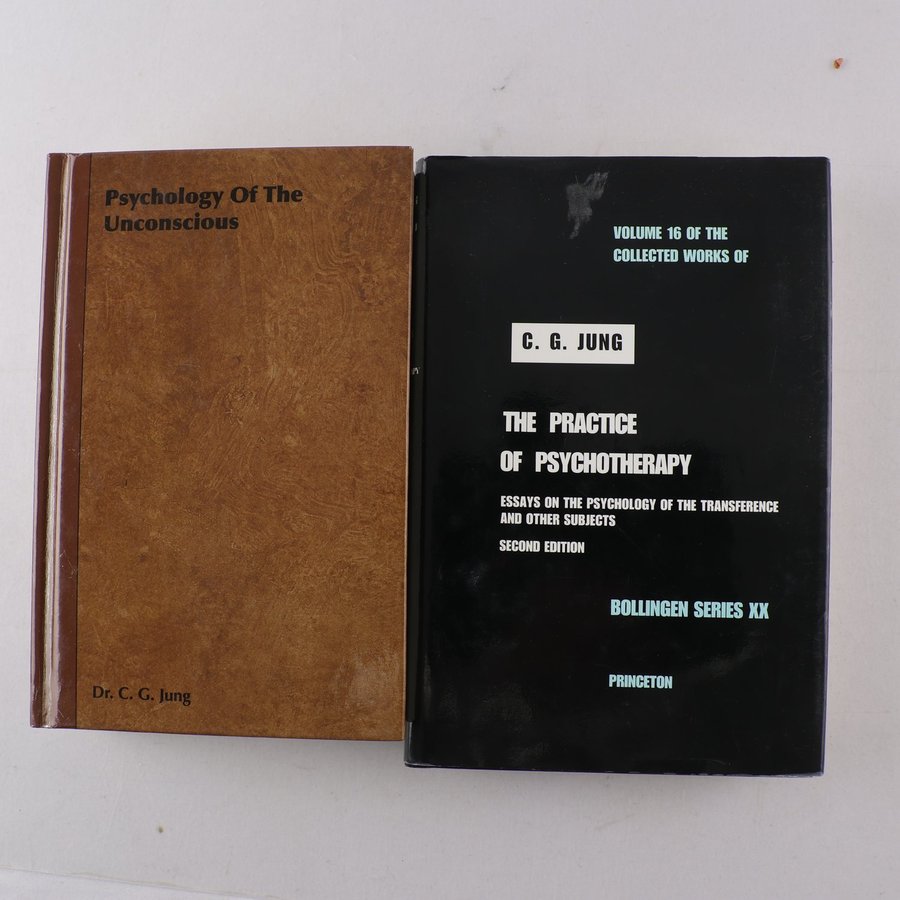 Psychology Of The
Unconscious
Dr. C. G. Jung
VOLUME 16 OF THE
COLLECTED WORKS OF
C. G. JUNG
THE PRACTICE
OF PSYCHOTHERAPY
ESSAYS ON THE PSYCHOLOGY OF THE TRANSFERENCE
AND OTHER SUBJECTS
SECOND EDITION
BOLLINGEN SERIES XX
PRINCETON